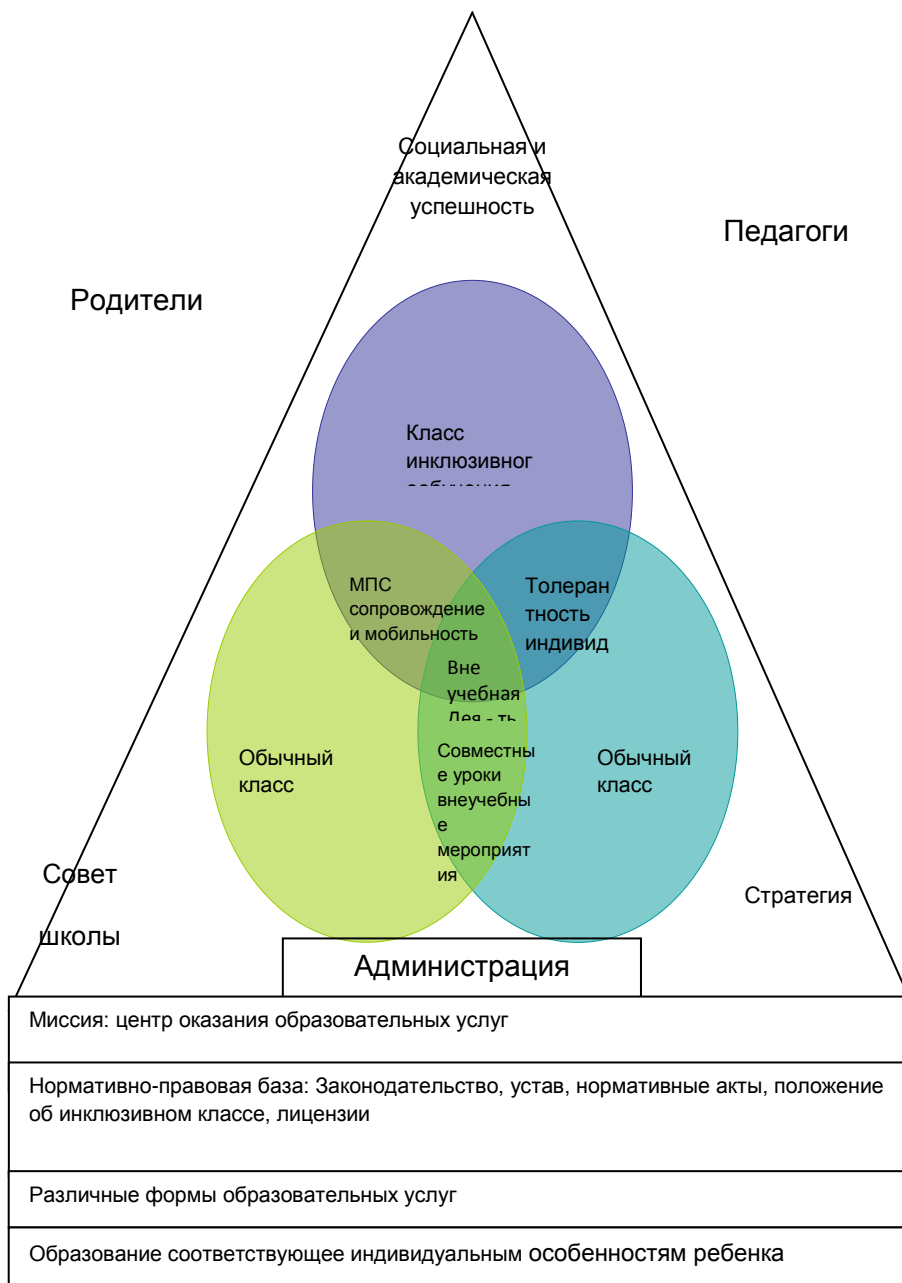 Социальная и
академическая
успешность
Педагоги
Родители
Класс
инклюзивног
МПС
сопровождение
и мобильность
Толеран
тность
индивид
Вне
учебная
Дея - ть
Обычный
класс
Совместны
е уроки
внеучебны
е
мероприят
ия
Обычный
класс
Совет
школы
Стратегия
Администрация
Миссия: центр оказания образовательных услуг
Нормативно-правовая база: Законодательство, устав, нормативные акты, положение
об инклюзивном классе, лицензии
Различные формы образовательных услуг
Образование соответствующее индивидуальным особенностям ребенка